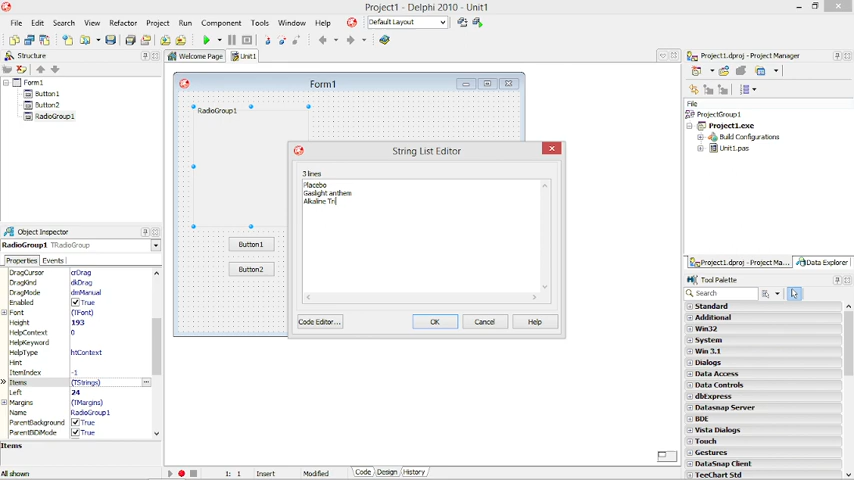 Project1 - Delphi 2010 - Unit1
File Edit Search View Refactor Project Run Component Tools Window Help Default Layout
Structure
Form1
Button1
Button2
RadioGroup1
Object Inspector
RadioGroup1 TRadioGroup
Properties Events
DragCursor crDrag
DragKind dkDrag
DragMode dmManual
Enabled True
Font (TFont)
Height 193
HelpContext 0
HelpKeyword
HelpType htContext
Hint
ItemIndex -1
Items (TStrings)
Left 24
Margins (TMargins)
Name RadioGroup1
ParentBackground True
ParentBiDiMode True
Items
All shown
Welcome Page Unit1
Form1
RadioGroup1
Button1
Button2
String List Editor
3 lines
Placebo
Gaslight anthem
Alkaline Tri
Code Editor... OK Cancel Help
1: 1 Insert Modified Code Design History
Project1.dproj - Project Manager
File
ProjectGroup1
Project1.exe
Build Configurations
Unit1.pas
Project1.dproj - Project Ma... Data Explorer
Tool Palette
Search
Standard
Additional
Win32
System
Win 3.1
Dialogs
Data Access
Data Controls
dbExpress
Datasnap Server
BDE
Vista Dialogs
Touch
Gestures
DataSnap Client
TeeChart Std